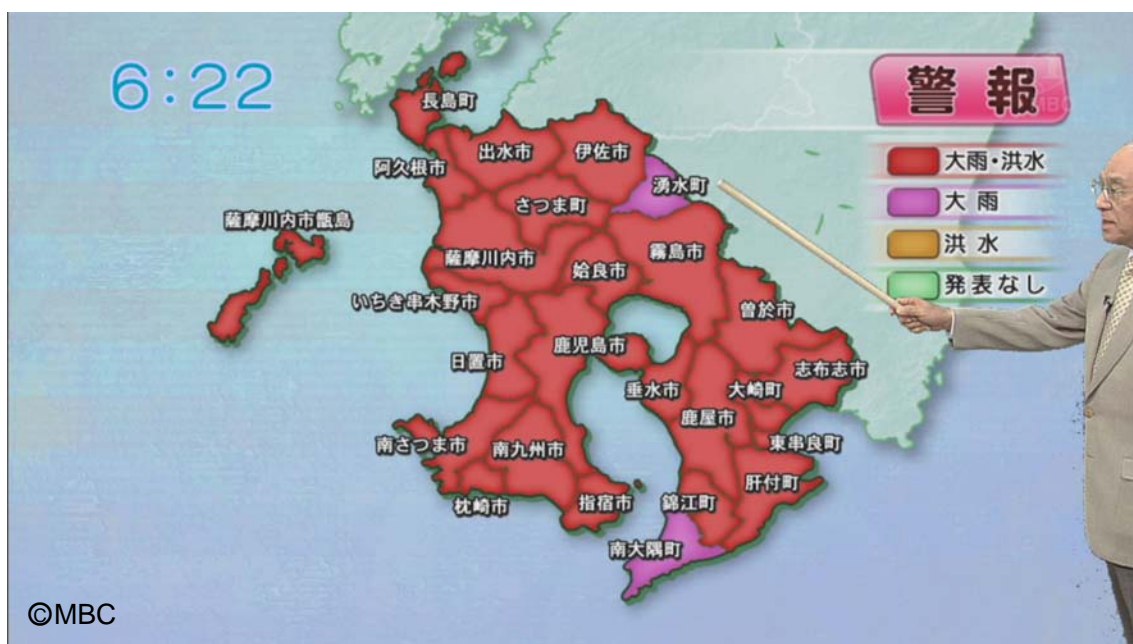 6:22
警報
MBC
大雨・洪水
大雨
洪水
発表なし
長島町
出水市
伊佐市
阿久根市
湧水町
さつま町
薩摩川内市甑島
薩摩川内市
姶良市
霧島市
いちき串木野市
曽於市
鹿児島市
日置市
志布志市
垂水市
大崎町
鹿屋市
南さつま市
南九州市
東串良町
肝付町
枕崎市
指宿市
錦江町
南大隅町
©MBC